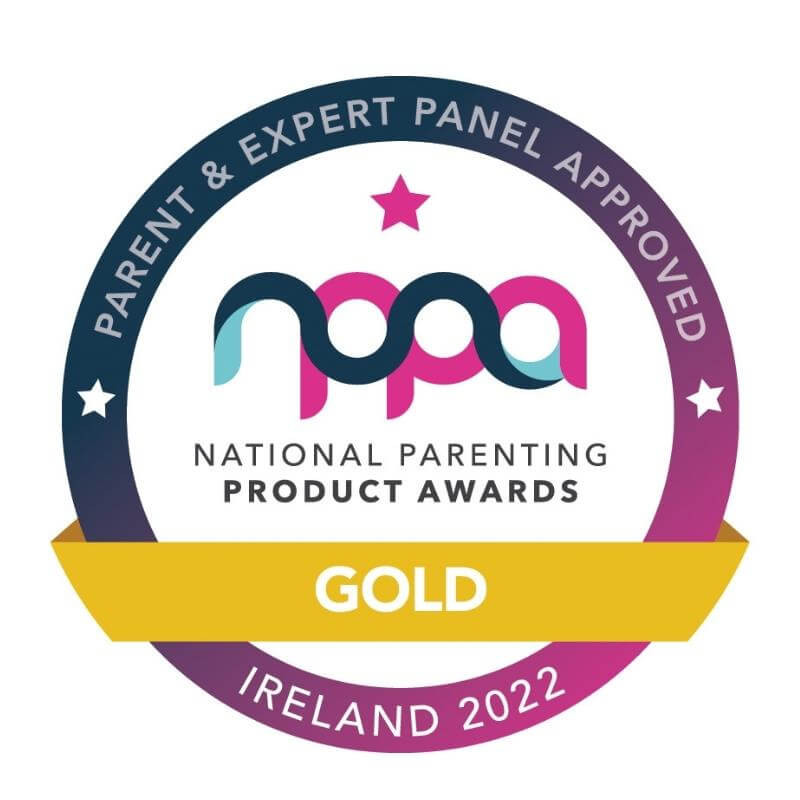 PARENT & EXPERT PANEL APPROVED
nppa
NATIONAL PARENTING
PRODUCT AWARDS
GOLD
IRELAND 2022